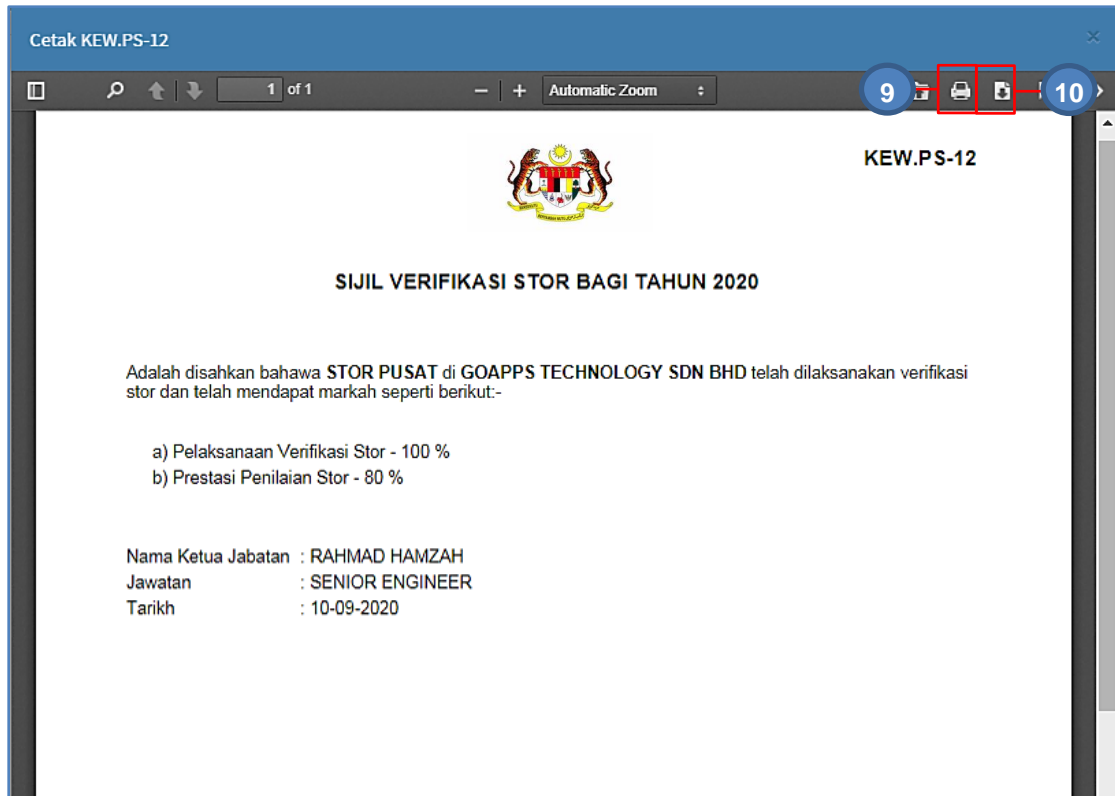 Cetak KEW.PS-12
1 of 1
Automatic Zoom
9
10
KEW.PS-12
SIJIL VERIFIKASI STOR BAGI TAHUN 2020
Adalah disahkan bahawa STOR PUSAT di GOAPPS TECHNOLOGY SDN BHD telah dilaksanakan verifikasi
stor dan telah mendapat markah seperti berikut:-
a) Pelaksanaan Verifikasi Stor - 100 %
b) Prestasi Penilaian Stor - 80 %
Nama Ketua Jabatan : RAHMAD HAMZAH
Jawatan : SENIOR ENGINEER
Tarikh : 10-09-2020